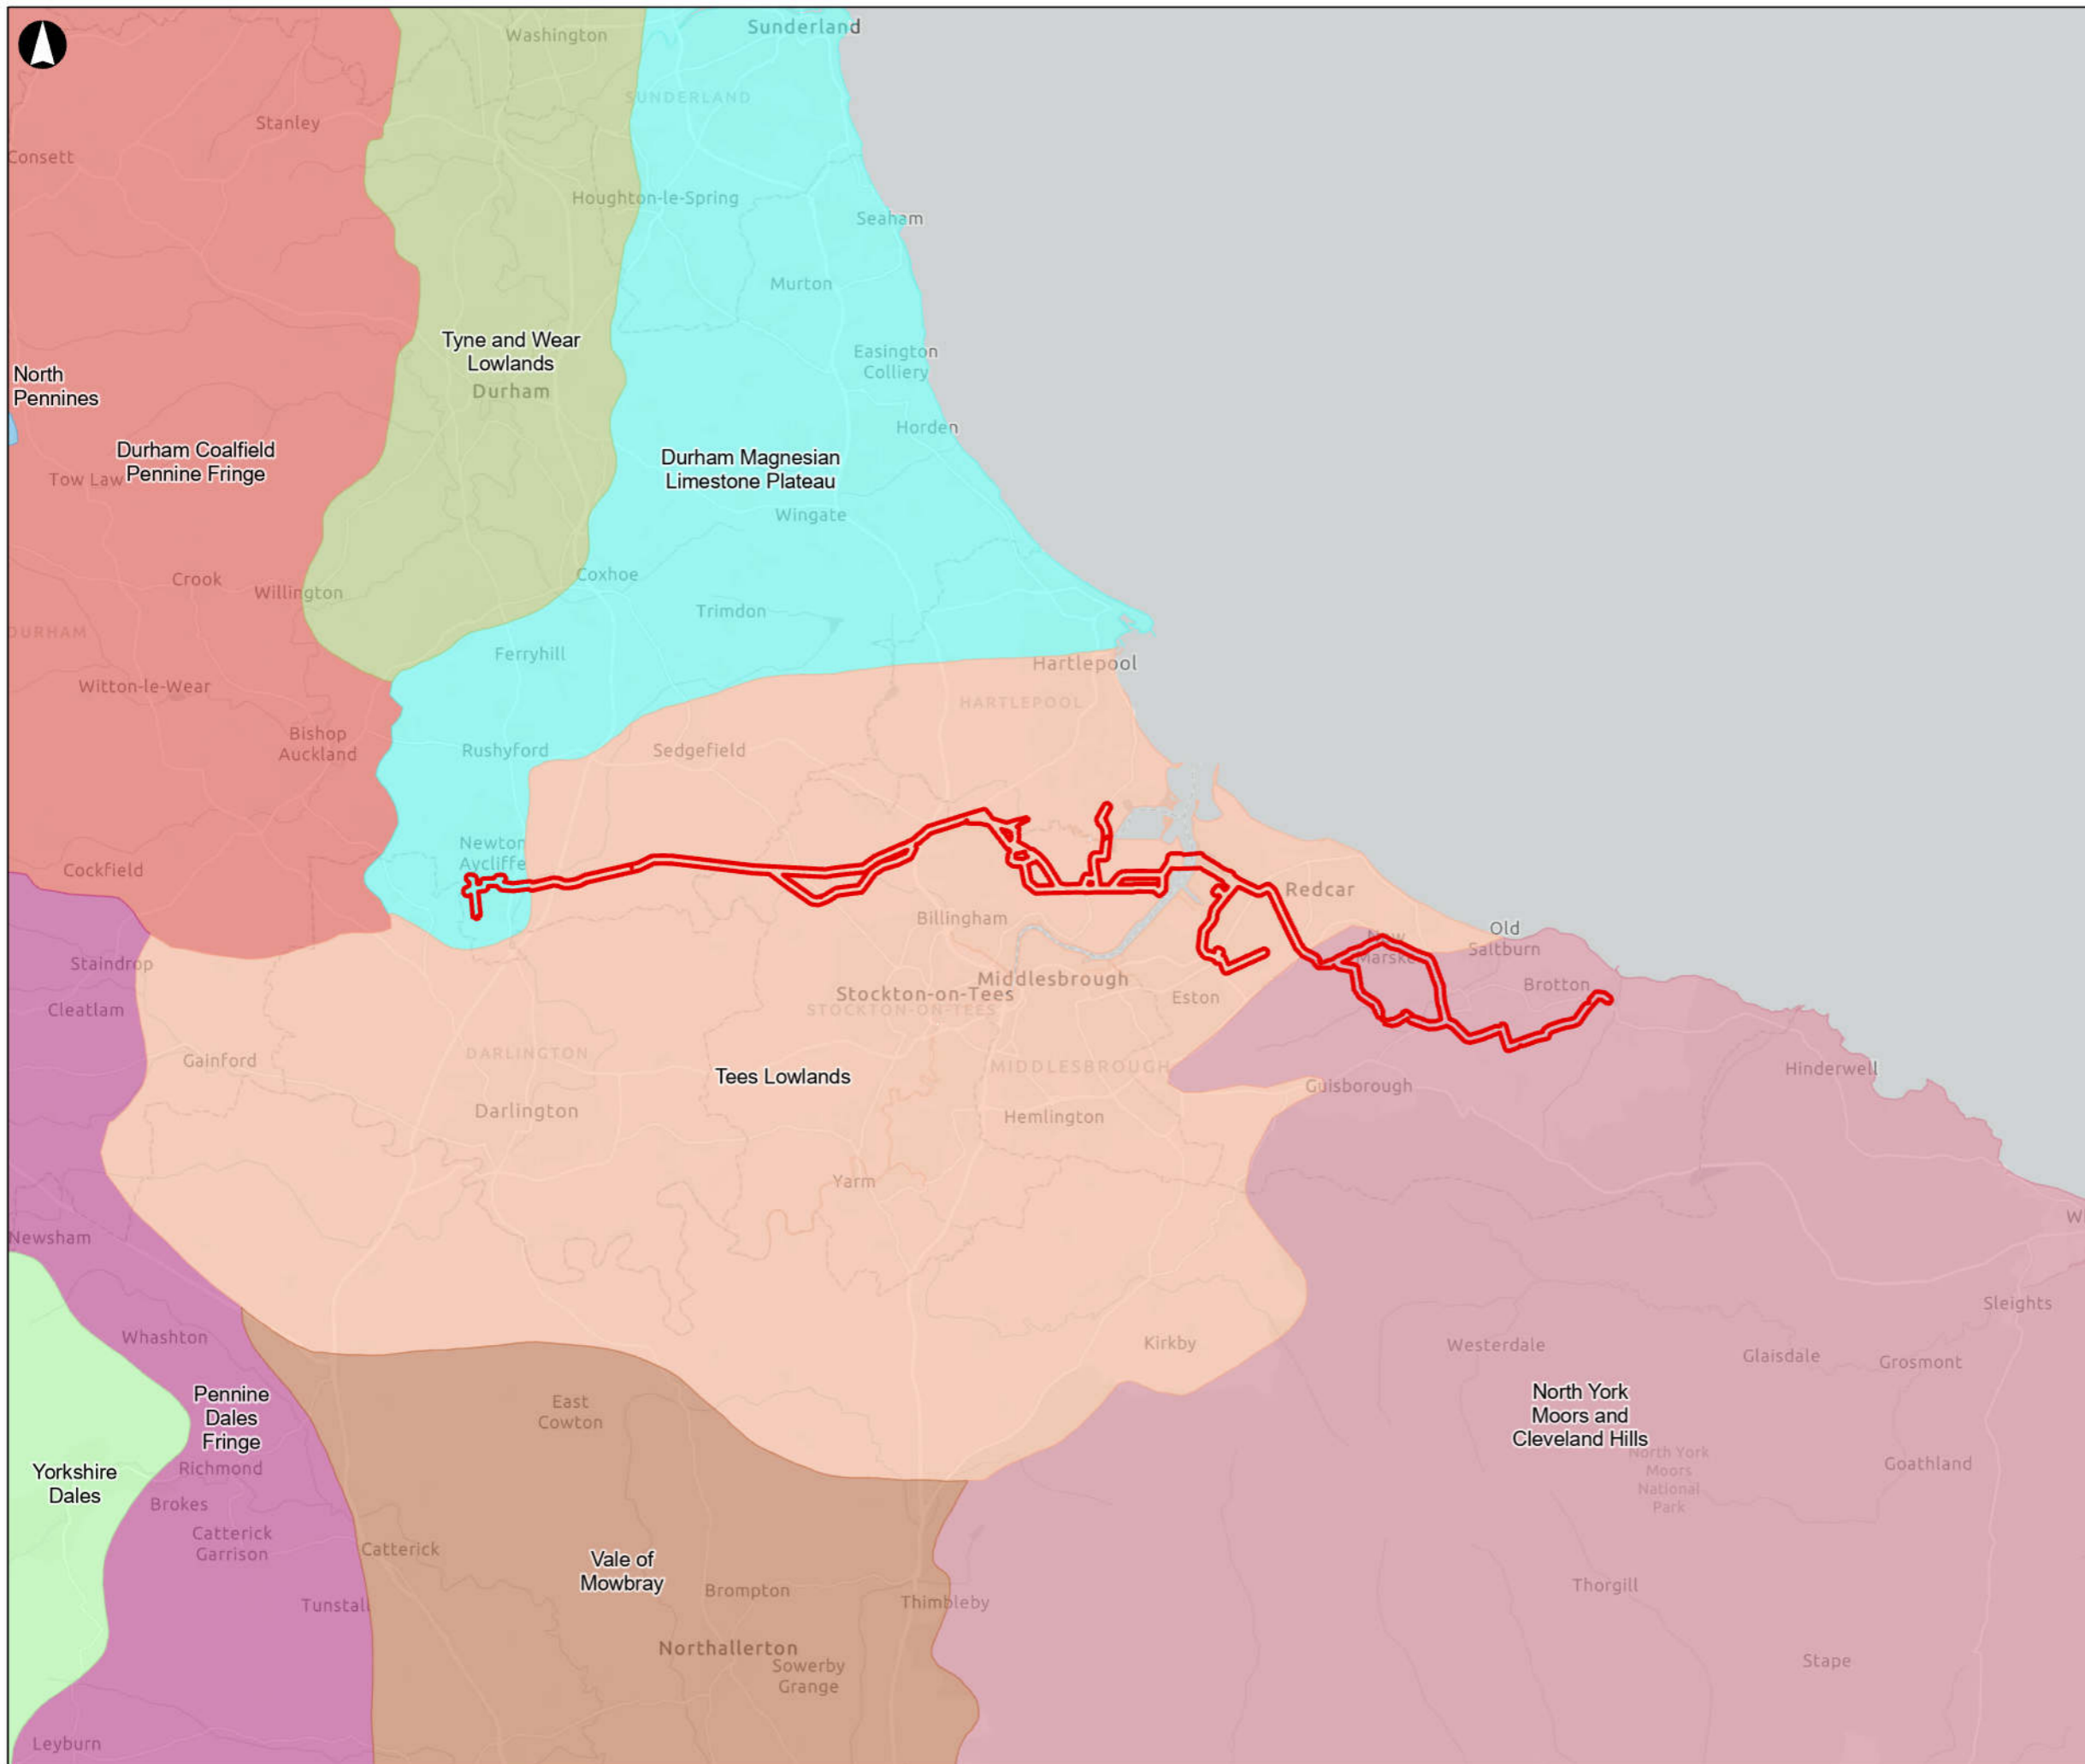 Washington
Sunderland
SUNDERLAND
Stanley
Consett
Houghton-le-Spring
Seaham
Murton
Tyne and Wear
Lowlands
Durham
Easington
Colliery
North
Pennines
Durham Coalfield
Pennine Fringe
Tow Law
Horden
Durham Magnesian
Limestone Plateau
Wingate
Crook
Willington
Coxhoe
Trimdon
DURHAM
Ferryhill
Hartlepool
Witton-le-Wear
HARTLEPOOL
Bishop
Auckland
Rushyford
Sedgefield
Newton
Aycliffe
Cockfield
Redcar
Billingham
New
Marske
Old
Saltburn
Staindrop
Middlesbrough
Stockton-on-Tees
STOCKTON-ON-TEES
Eston
Brotton
Cleatlam
Gainford
DARLINGTON
MIDDLESBROUGH
Tees Lowlands
Guisborough
Hinderwell
Darlington
Hemlington
Yarm
Newsham
W
Sleights
Whashton
Kirkby
Westerdale
Glaisdale
Grosmont
Pennine
Dales
Fringe
East
Cowton
North York
Moors and
Cleveland Hills
North York
Moors
National
Park
Goathland
Yorkshire
Dales
Richmond
Brokes
Catterick
Garrison
Catterick
Vale of
Mowbray
Brompton
Thimbleby
Thorgill
Tunstall
Northallerton
Sowerby
Grange
Stape
Leyburn